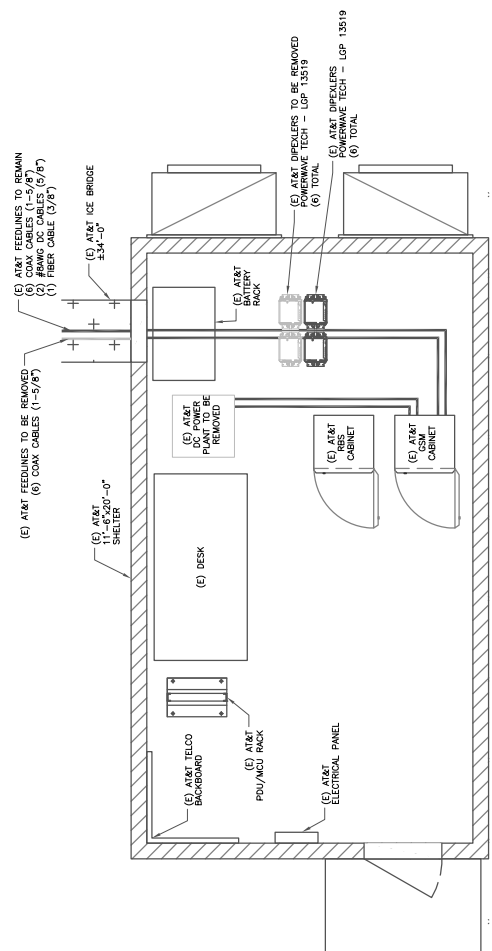 (E) AT&T FEEDLINES TO REMAIN
(6) COAX CABLES (1-5/8")
(2) #8AWG DC CABLES (5/8")
(1) FIBER CABLE (3/8")
(E) AT&T ICE BRIDGE
±34'-0"
(E) AT&T FEEDLINES TO BE REMOVED
(6) COAX CABLES (1-5/8")
(E) AT&T DIPEXLERS TO BE REMOVED
POWERWAVE TECH - LGP 13519
(6) TOTAL
(E) AT&T DIPEXLERS
POWERWAVE TECH - LGP 13519
(6) TOTAL
(E) AT&T
BATTERY
RACK
(E) AT&T
DC POWER
PLANT TO BE
REMOVED
(E) AT&T
RBS
CABINET
(E) AT&T
GSM
CABINET
(E) AT&T
11'-6"x20'-0"
SHELTER
(E) DESK
(E) AT&T
PDU/MCU RACK
(E) AT&T TELCO
BACKBOARD
(E) AT&T
ELECTRICAL PANEL